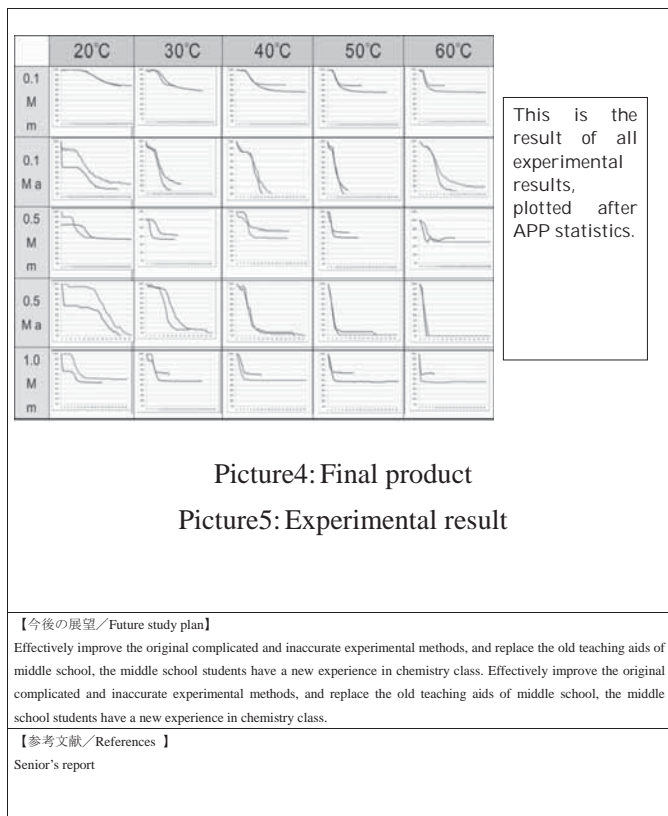 20℃ 30℃ 40℃ 50℃ 60℃
0.1
M
m
0.1
M a
0.5
M
m
0.5
M a
1.0
M
m
This is the
result of all
experimental
results,
plotted after
APP statistics.
Picture4: Final product
Picture5: Experimental result
【今後の展望／Future study plan】
Effectively improve the original complicated and inaccurate experimental methods, and replace the old teaching aids of
middle school, the middle school students have a new experience in chemistry class. Effectively improve the original
complicated and inaccurate experimental methods, and replace the old teaching aids of middle school, the middle
school students have a new experience in chemistry class.
【参考文献／References 】
Senior's report